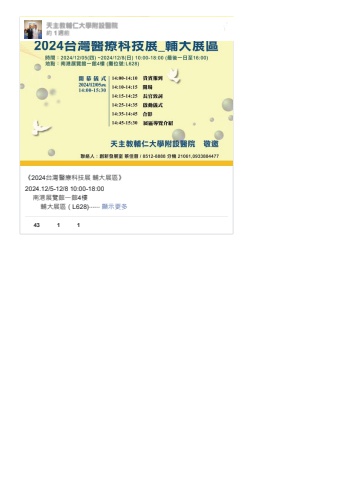 天主教輔仁大學附設醫院
約 1 週前
2024台灣醫療科技展_輔大展區
時間：2024/12/05(四) ~2024/12/8(日) 10:00-18:00 (最後一日至16:00)
地點：南港展覽館一館4樓 (攤位號:L628)
開 幕 儀 式
2024/12/05(四)
14:00-15:30
14:00-14:10 貴賓報到
14:10-14:15 開場
14:15-14:25 長官致詞
14:25-14:35 啟動儀式
14:35-14:45 合影
14:45-15:30 展區導覽介紹
天主教輔仁大學附設醫院 敬邀
聯絡人：創新發展室 / 8512-8888 分機 21061,0933884477
《2024台灣醫療科技展 輔大展區》
2024.12/5-12/8 10:00-18:00
南港展覽館一館4樓
輔大展區 ( L628)----- 顯示更多
43 1 1